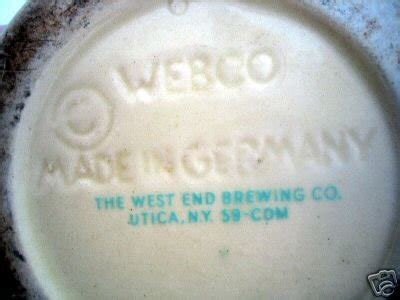 WEBCO
MADE IN GERMANY
THE WEST END BREWING CO.
UTICA, N.Y. 59-CDM